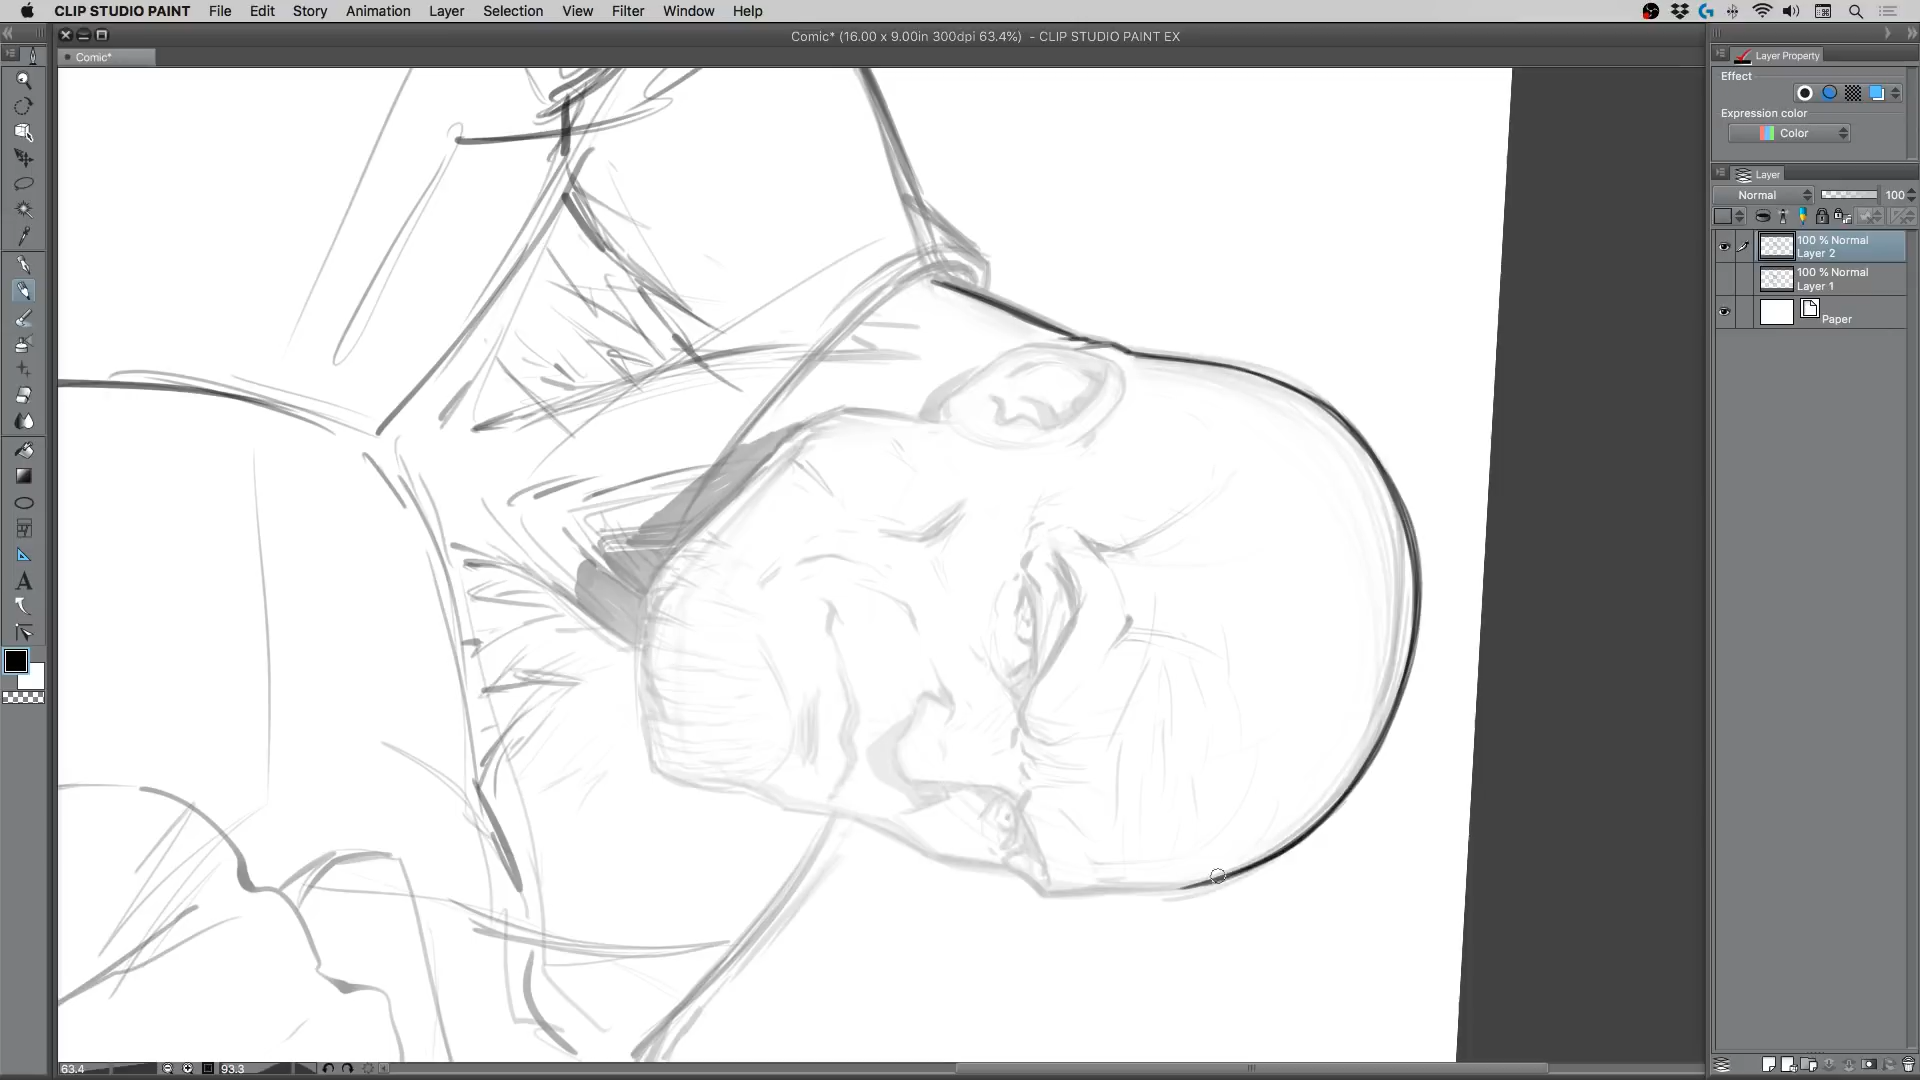 CLIP STUDIO PAINT File Edit Story Animation Layer Selection View Filter Window Help
Comic* (16.00 x 9.00in 300dpi 63.4%) - CLIP STUDIO PAINT EX
Comic*
Layer Property
Effect
Expression color
Color
Layer
Normal 100
100 % Normal
Layer 2
100 % Normal
Layer 1
Paper
63.4 93.3